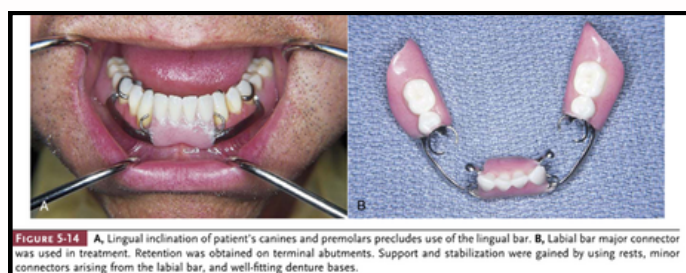 A
B
FIGURE 5-14 A, Lingual inclination of patient's canines and premolars precludes use of the lingual bar. B, Labial bar major connector
was used in treatment. Retention was obtained on terminal abutments. Support and stabilization were gained by using rests, minor
connectors arising from the labial bar, and well-fitting denture bases.